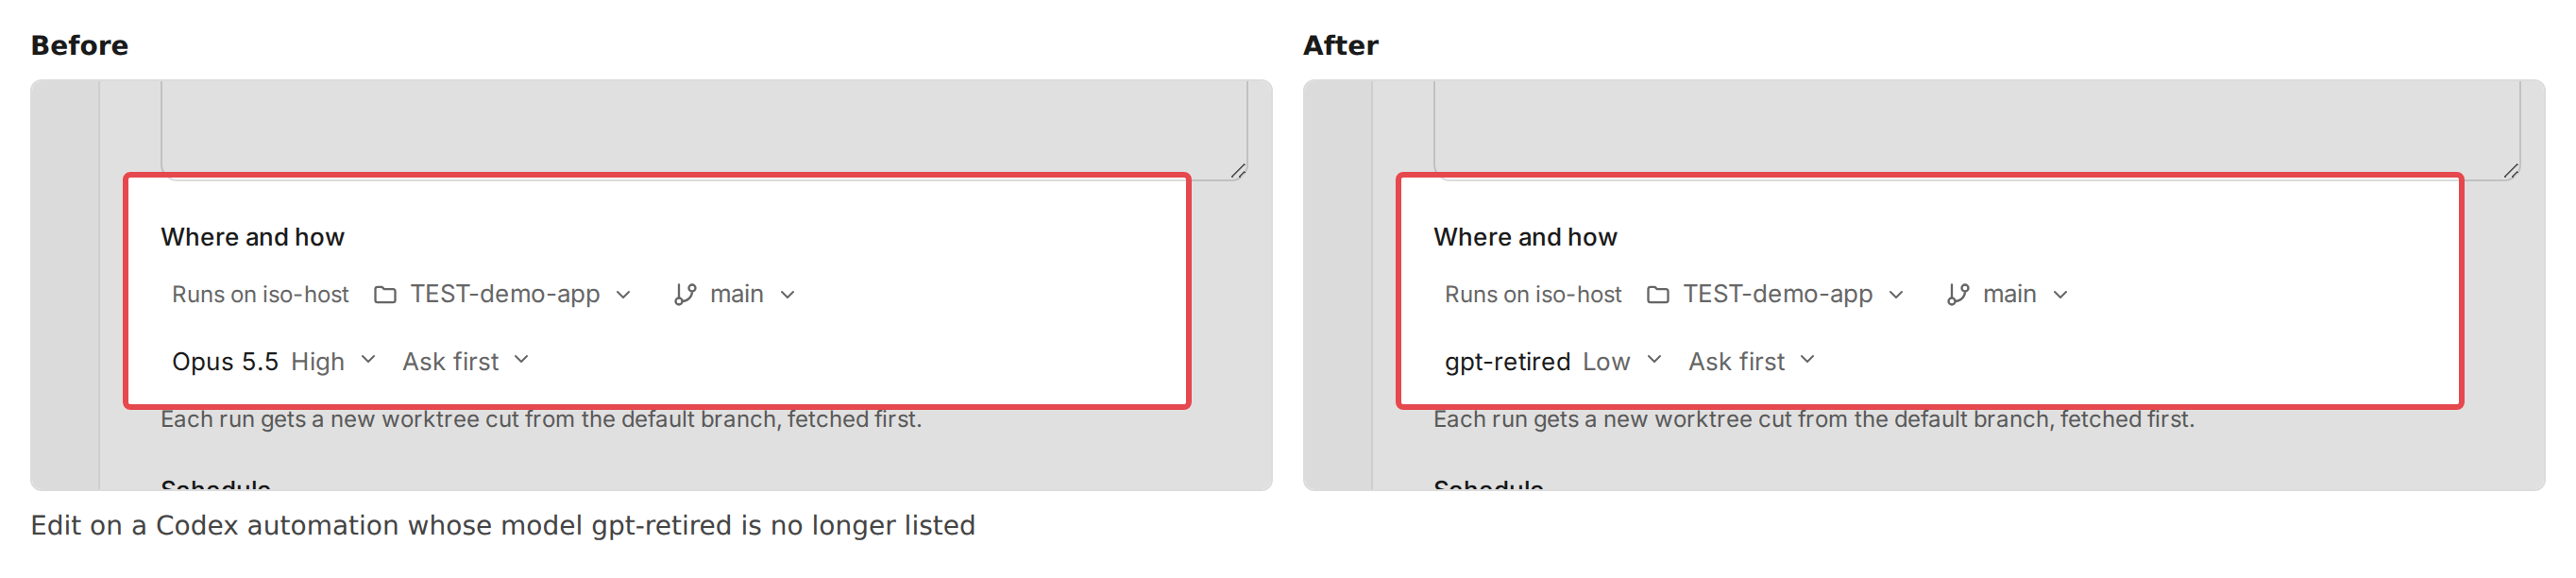 Before
Where and how
Runs on iso-host TEST-demo-app main
Opus 5.5 High Ask first
Each run gets a new worktree cut from the default branch, fetched first.
Schedule
After
Where and how
Runs on iso-host TEST-demo-app main
gpt-retired Low Ask first
Each run gets a new worktree cut from the default branch, fetched first.
Schedule
Edit on a Codex automation whose model gpt-retired is no longer listed